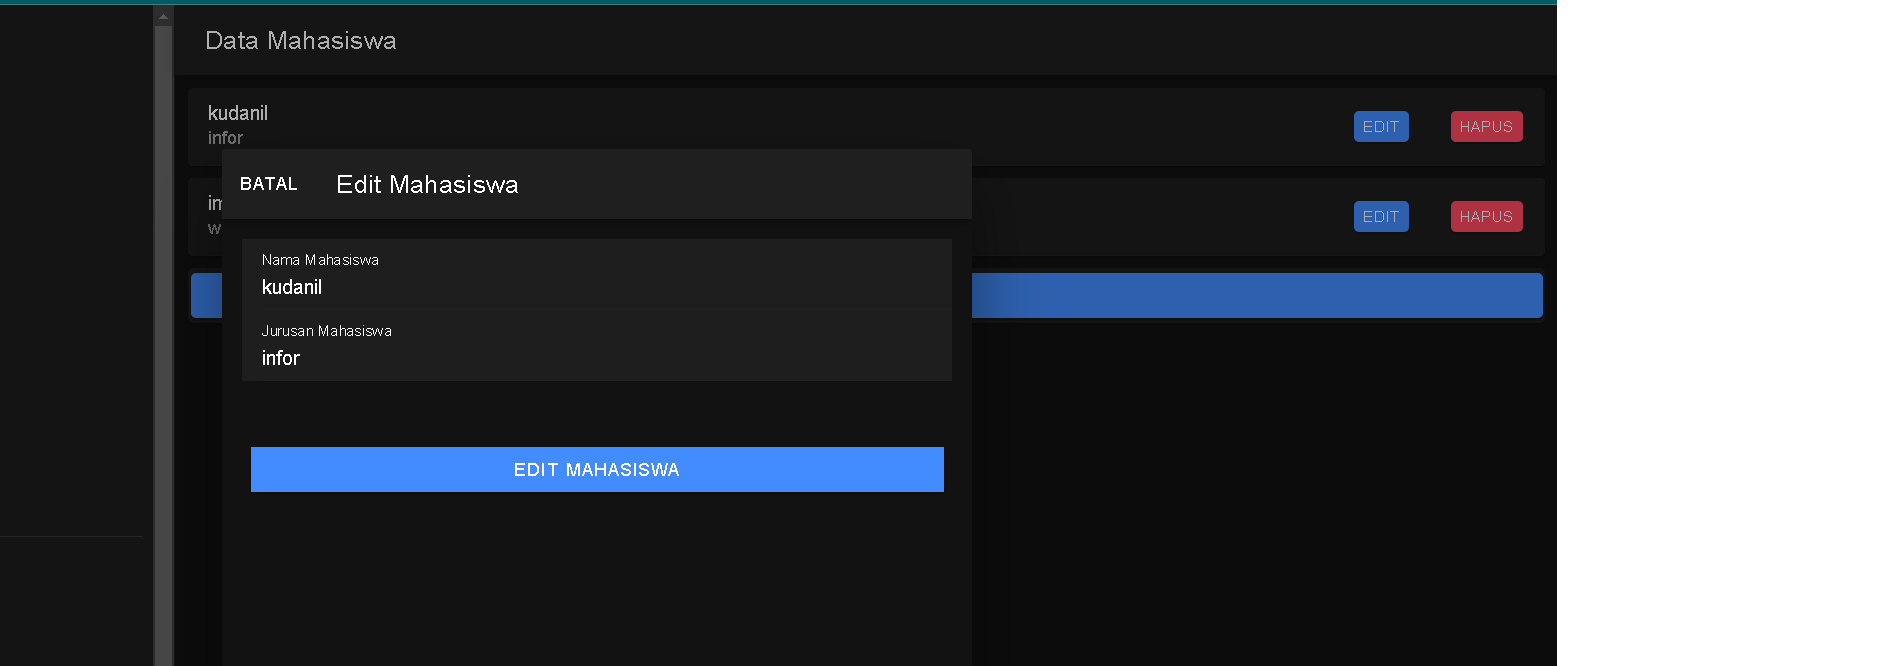 Data Mahasiswa
kudanil
infor
EDIT
HAPUS
BATAL
Edit Mahasiswa
EDIT
HAPUS
Nama Mahasiswa
kudanil
Jurusan Mahasiswa
infor
EDIT MAHASISWA